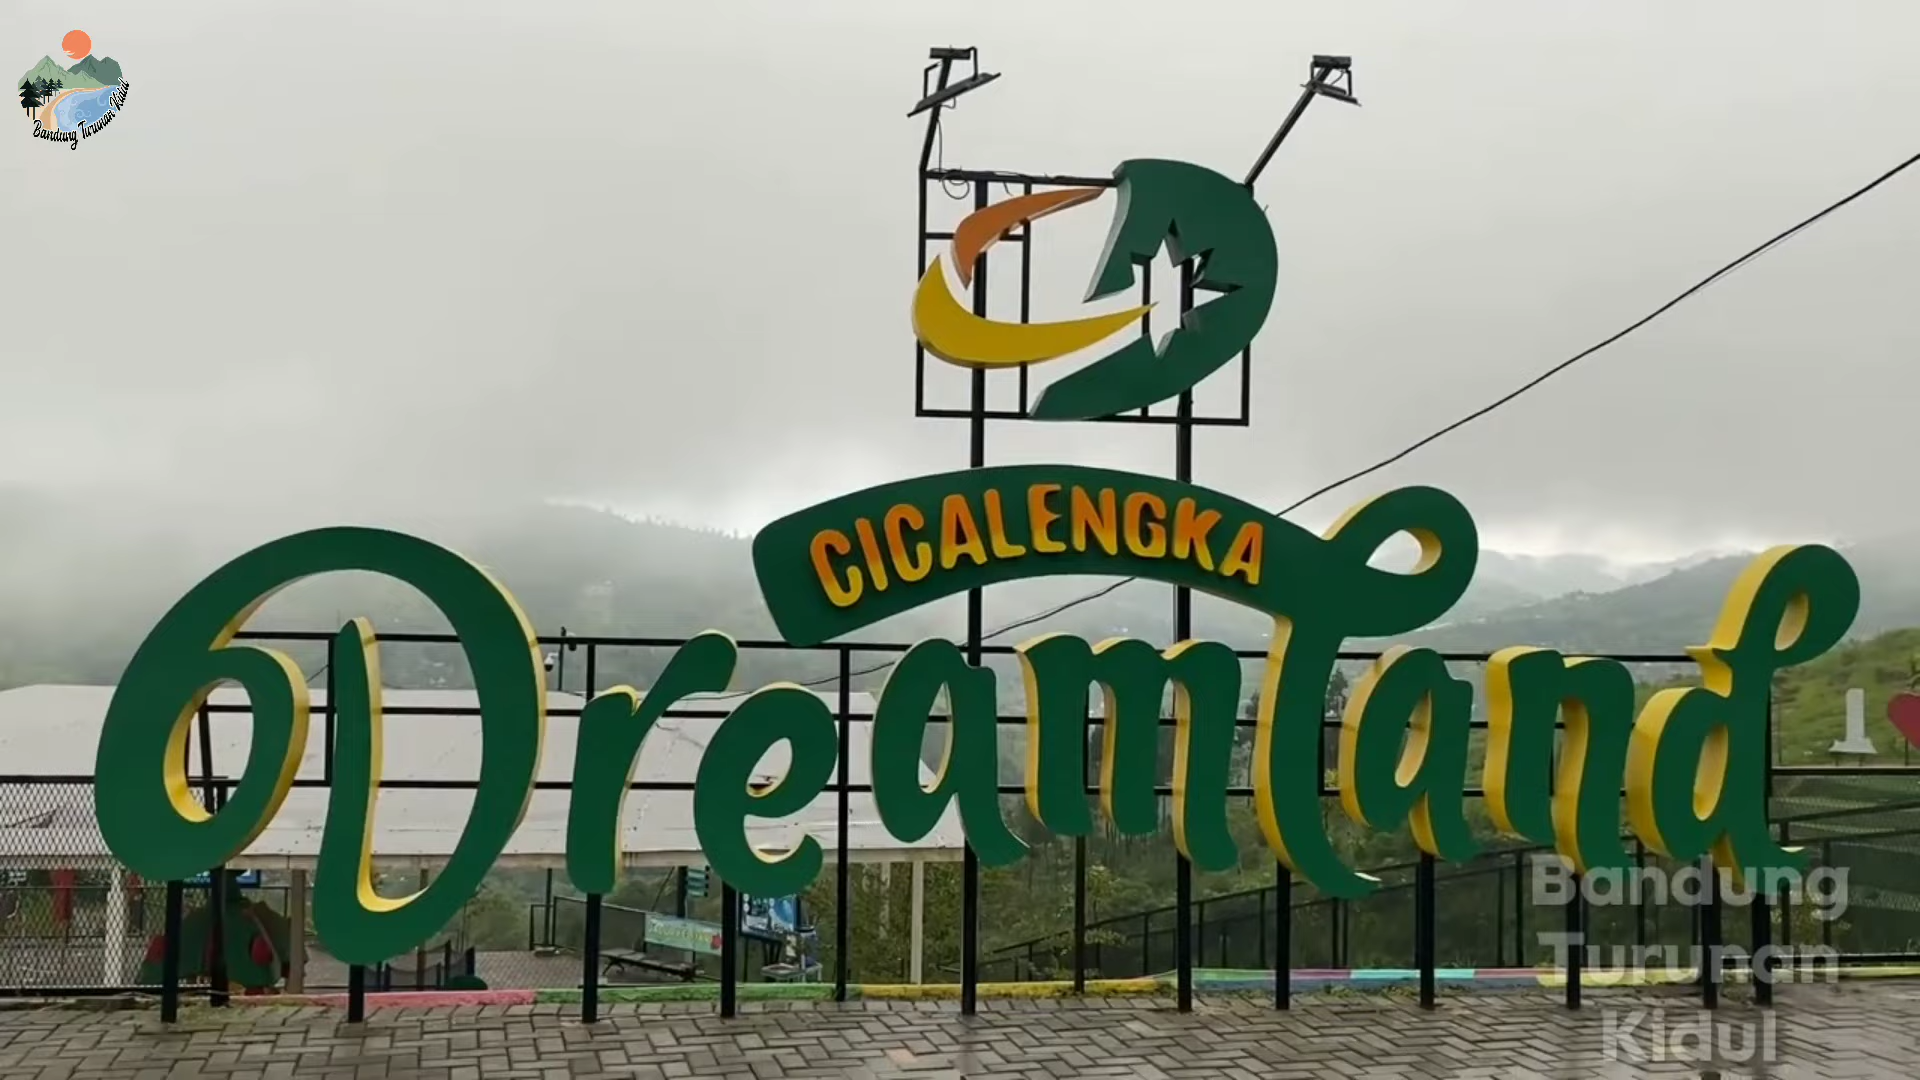 Bandung Turunan Kidul
CICALENGKA
Dreamland
I
Bandung
Turunan
Kidul